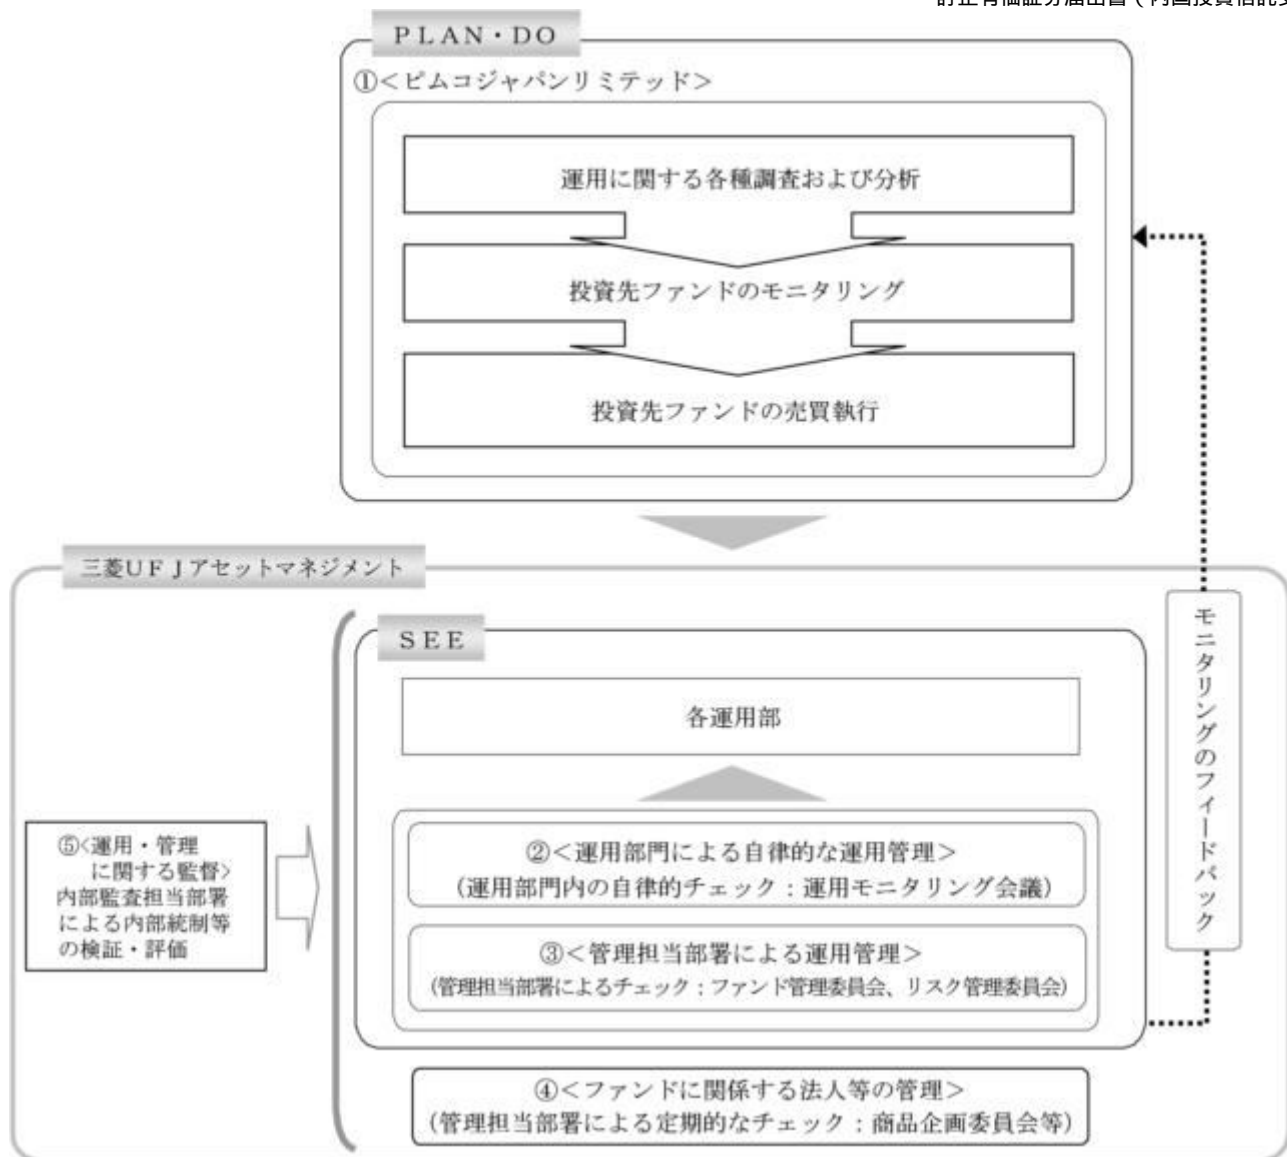 ＰＬＡＮ・ＤＯ
①＜ピムコジャパンリミテッド＞
運用に関する各種調査および分析
投資先ファンドのモニタリング
投資先ファンドの売買執行
三菱ＵＦＪアセットマネジメント
ＳＥＥ
各運用部
モニタリングのフィードバック
②＜運用部門による自律的な運用管理＞
（運用部門内の自律的チェック：運用モニタリング会議）
③＜管理担当部署による運用管理＞
（管理担当部署によるチェック：ファンド管理委員会、リスク管理委員会）
⑤<運用・管理
に関する監督>
内部監査担当部署
による内部統制等
の検証・評価
④＜ファンドに関係する法人等の管理＞
（管理担当部署による定期的なチェック：商品企画委員会等）